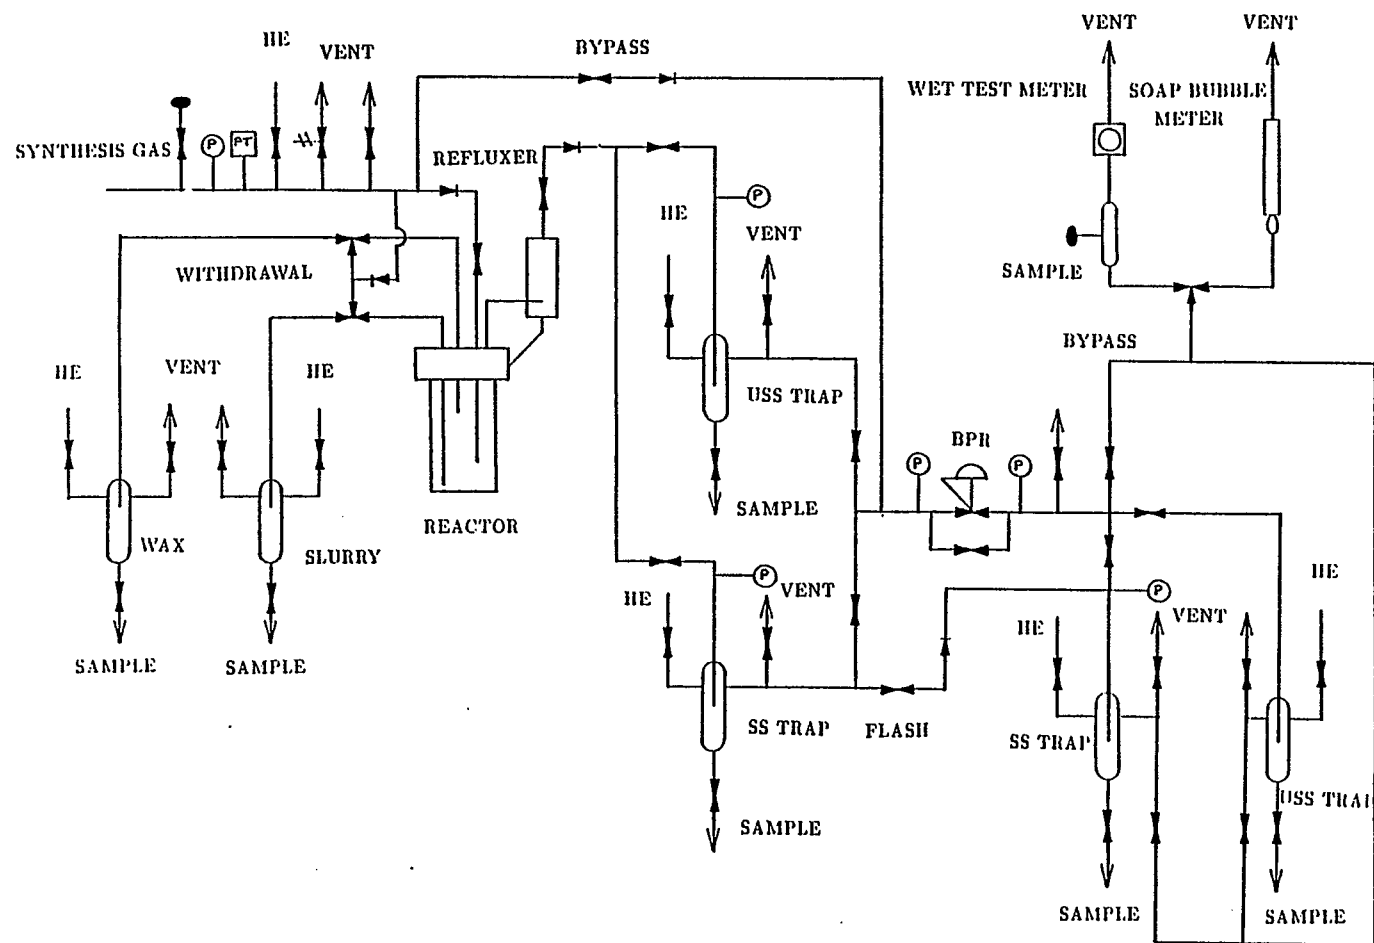 HE
VENT
BYPASS
VENT
VENT
WET TEST METER
SOAP BUBBLE
METER
SYNTHESIS GAS
P
PT
REFLUXER
HE
P
VENT
SAMPLE
WITHDRAWAL
BYPASS
HE
VENT
HE
USS TRAP
BPR
P
P
SAMPLE
REACTOR
WAX
SLURRY
HE
P
VENT
HE
P
VENT
HE
SAMPLE
SAMPLE
SS TRAP
FLASH
SS TRAP
USS TRAP
SAMPLE
SAMPLE
SAMPLE